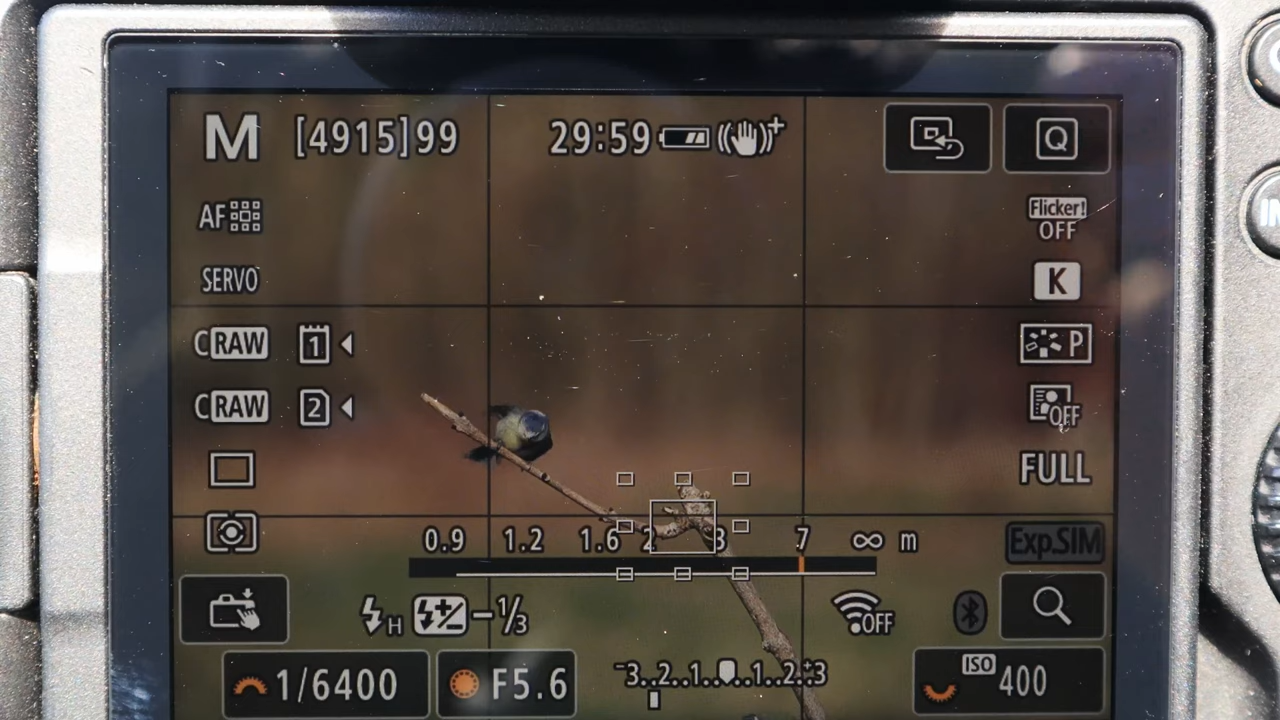 M [4915]99 29:59 Q
AF
Flicker!
OFF
SERVO
K
CRAW 1
P
CRAW 2
OFF
FULL
0.9 1.2 1.6 2 3 7 ∞ m
Exp.SIM
H -1/3
OFF
1/6400 F5.6
-3..2..1.. ..1..2..+3
ISO
400